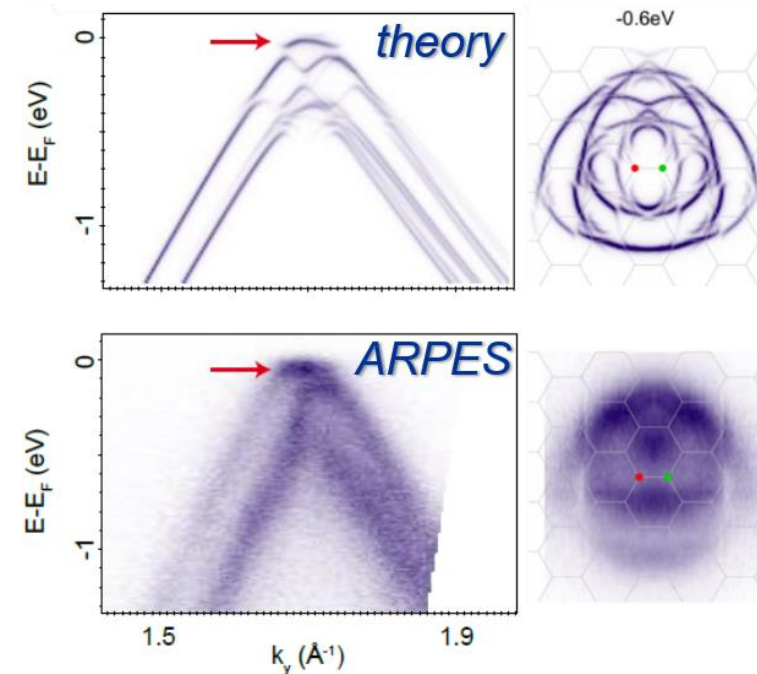 theory
-0.6eV
0
-1
E-E_F (eV)
ARPES
0
-1
E-E_F (eV)
1.5
1.9
k_y (Å⁻¹)